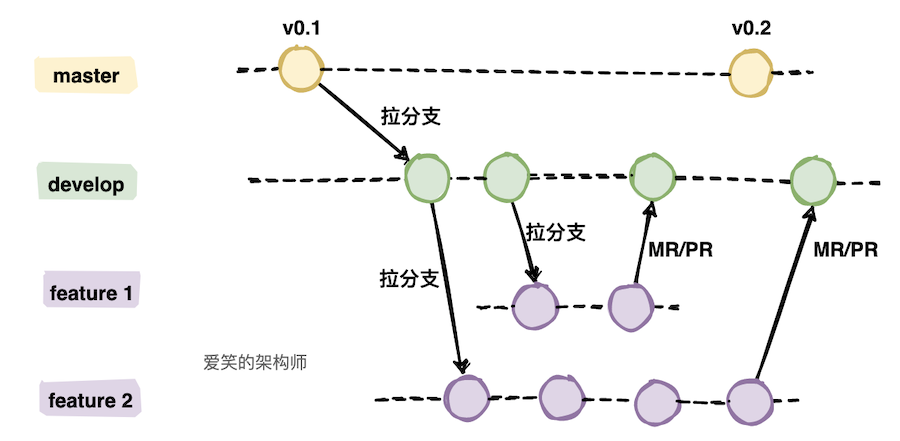 v0.1
v0.2
master
拉分支
develop
拉分支
MR/PR
MR/PR
拉分支
feature 1
爱笑的架构师
feature 2